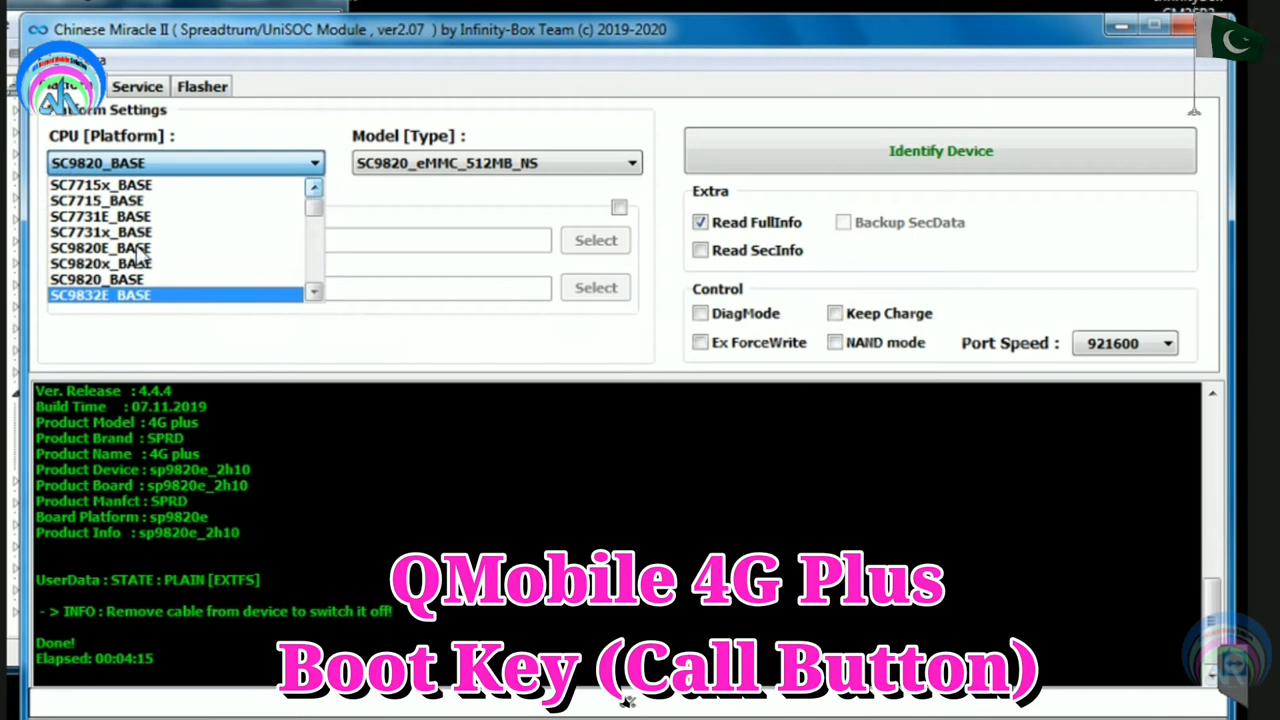 Chinese Miracle II ( Spreadtrum/UniSOC Module , ver2.07 ) by Infinity-Box Team (c) 2019-2020
Service
Flasher
Platform Settings
CPU [Platform] :
Model [Type] :
SC9820_BASE
SC9820_eMMC_512MB_NS
SC7715x_BASE
SC7715_BASE
SC7731E_BASE
SC7731x_BASE
SC9820E_BASE
SC9820x_BASE
SC9820_BASE
SC9832E_BASE
Select
Select
Identify Device
Extra
Read FullInfo
Backup SecData
Read SecInfo
Control
DiagMode
Keep Charge
Ex ForceWrite
NAND mode
Port Speed :
921600
Ver. Release : 4.4.4
Build Time : 07.11.2019
Product Model : 4G plus
Product Brand : SPRD
Product Name : 4G plus
Product Device : sp9820e_2h10
Product Board : sp9820e_2h10
Product Manfct : SPRD
Board Platform : sp9820e
Product Info : sp9820e_2h10
UserData : STATE : PLAIN [EXTFS]
- > INFO : Remove cable from device to switch it off!
Done!
Elapsed: 00:04:15
QMobile 4G Plus
Boot Key (Call Button)